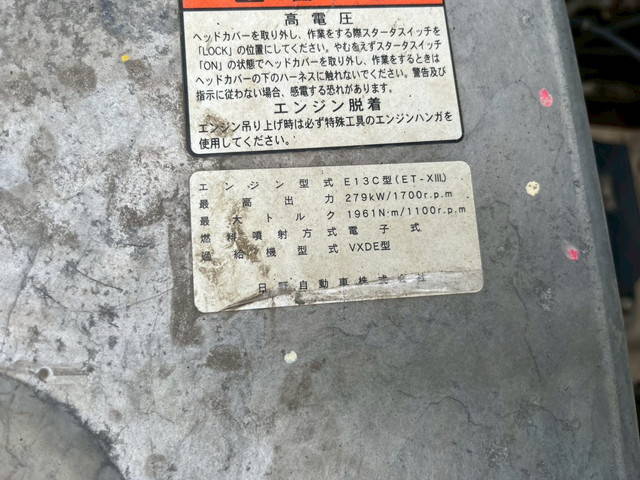 高電圧
ヘッドカバーを取り外し、作業をする際スタータスイッチを
「LOCK」の位置にしてください。やむをえずスタータスイッチ
「ON」の状態でヘッドカバーを取り外し、作業をするときは
ヘッドカバーの下のハーネスに触れないでください。警告及び
指示に従わない場合、感電する恐れがあります。
エンジン脱着
エンジン吊り上げ時は必ず特殊工具のエンジンハンガを
使用してください。
エンジン型式 E13C型(ET-XIII)
最高出力 279kW/1700r.p.m
最大トルク 1961N·m/1100r.p.m
燃料噴射方式 電子式
過給機型式 VXDE型
日野自動車株式会社